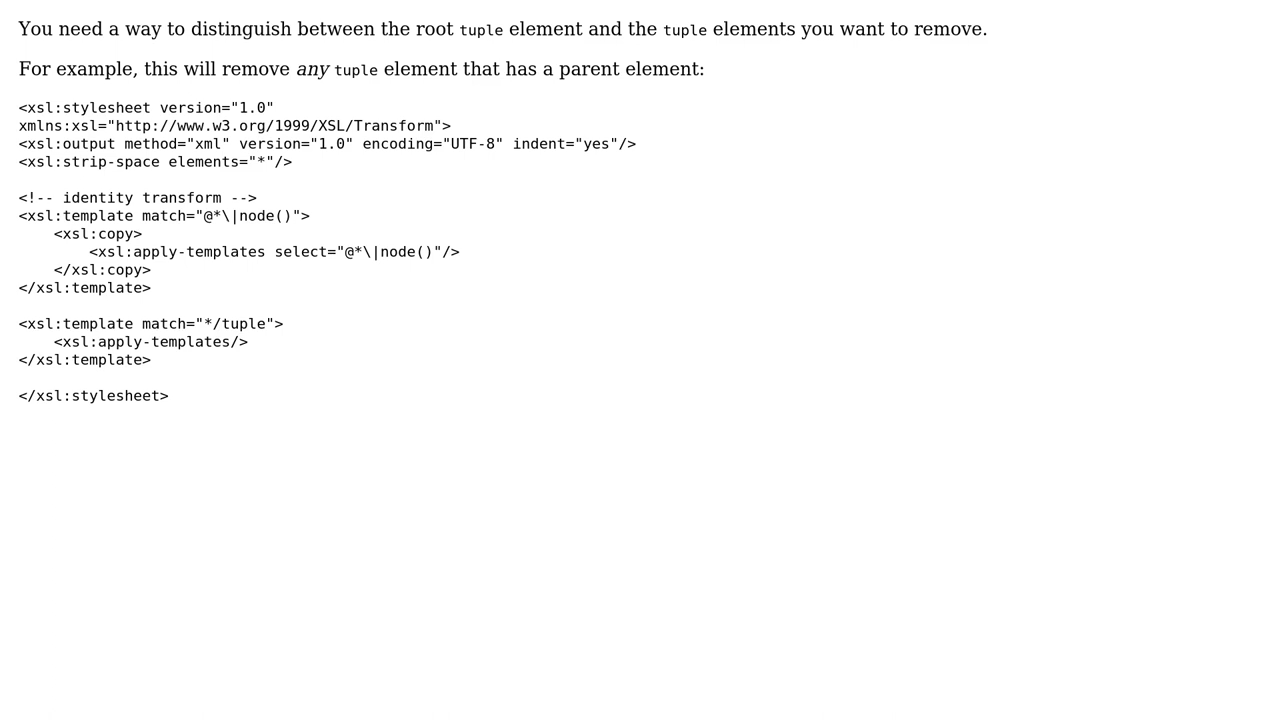 You need a way to distinguish between the root tuple element and the tuple elements you want to remove.
For example, this will remove any tuple element that has a parent element:
<xsl:stylesheet version="1.0"
xmlns:xsl="http://www.w3.org/1999/XSL/Transform">
<xsl:output method="xml" version="1.0" encoding="UTF-8" indent="yes"/>
<xsl:strip-space elements="*"/>

<!-- identity transform -->
<xsl:template match="@*\|node()">
    <xsl:copy>
        <xsl:apply-templates select="@*\|node()"/>
    </xsl:copy>
</xsl:template>

<xsl:template match="*/tuple">
    <xsl:apply-templates/>
</xsl:template>

</xsl:stylesheet>